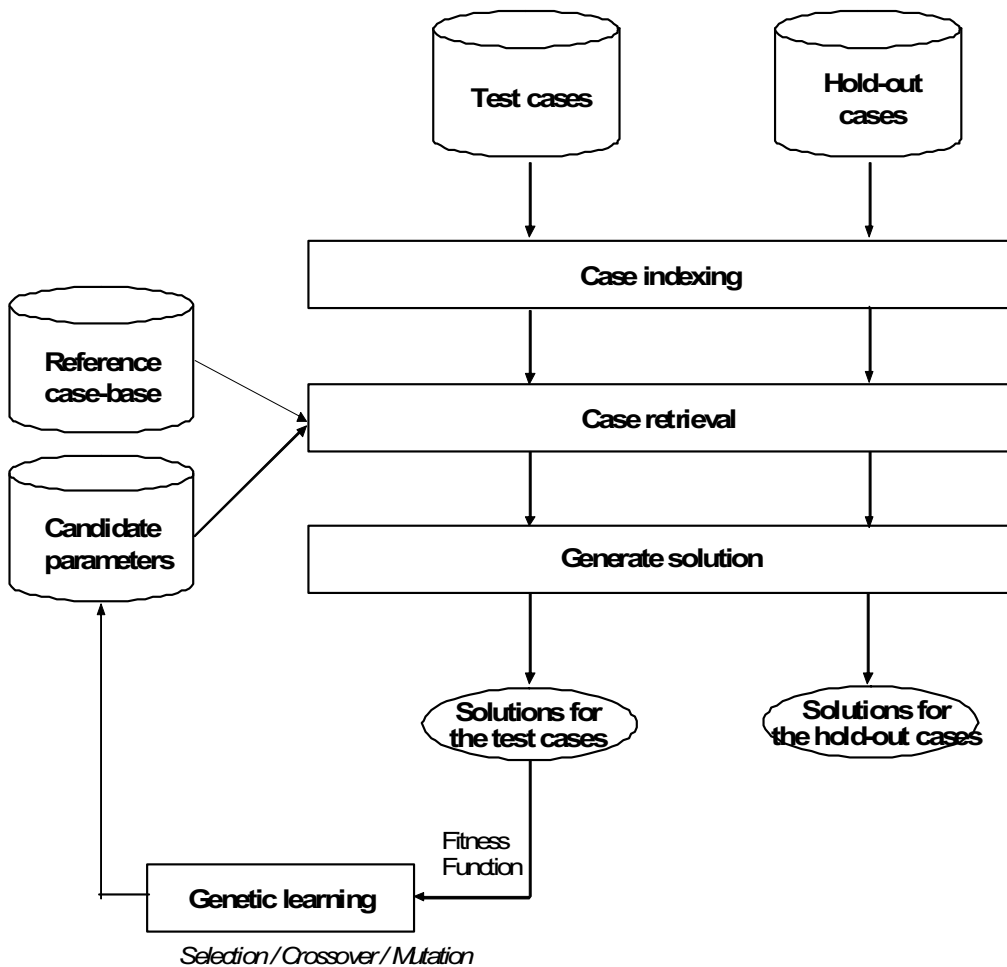 Test cases
Hold-out
cases
Case indexing
Reference
case-base
Case retrieval
Candidate
parameters
Generate solution
Solutions for
the test cases
Solutions for
the hold-out cases
Fitness
Function
Genetic learning
Selection / Crossover / Mutation